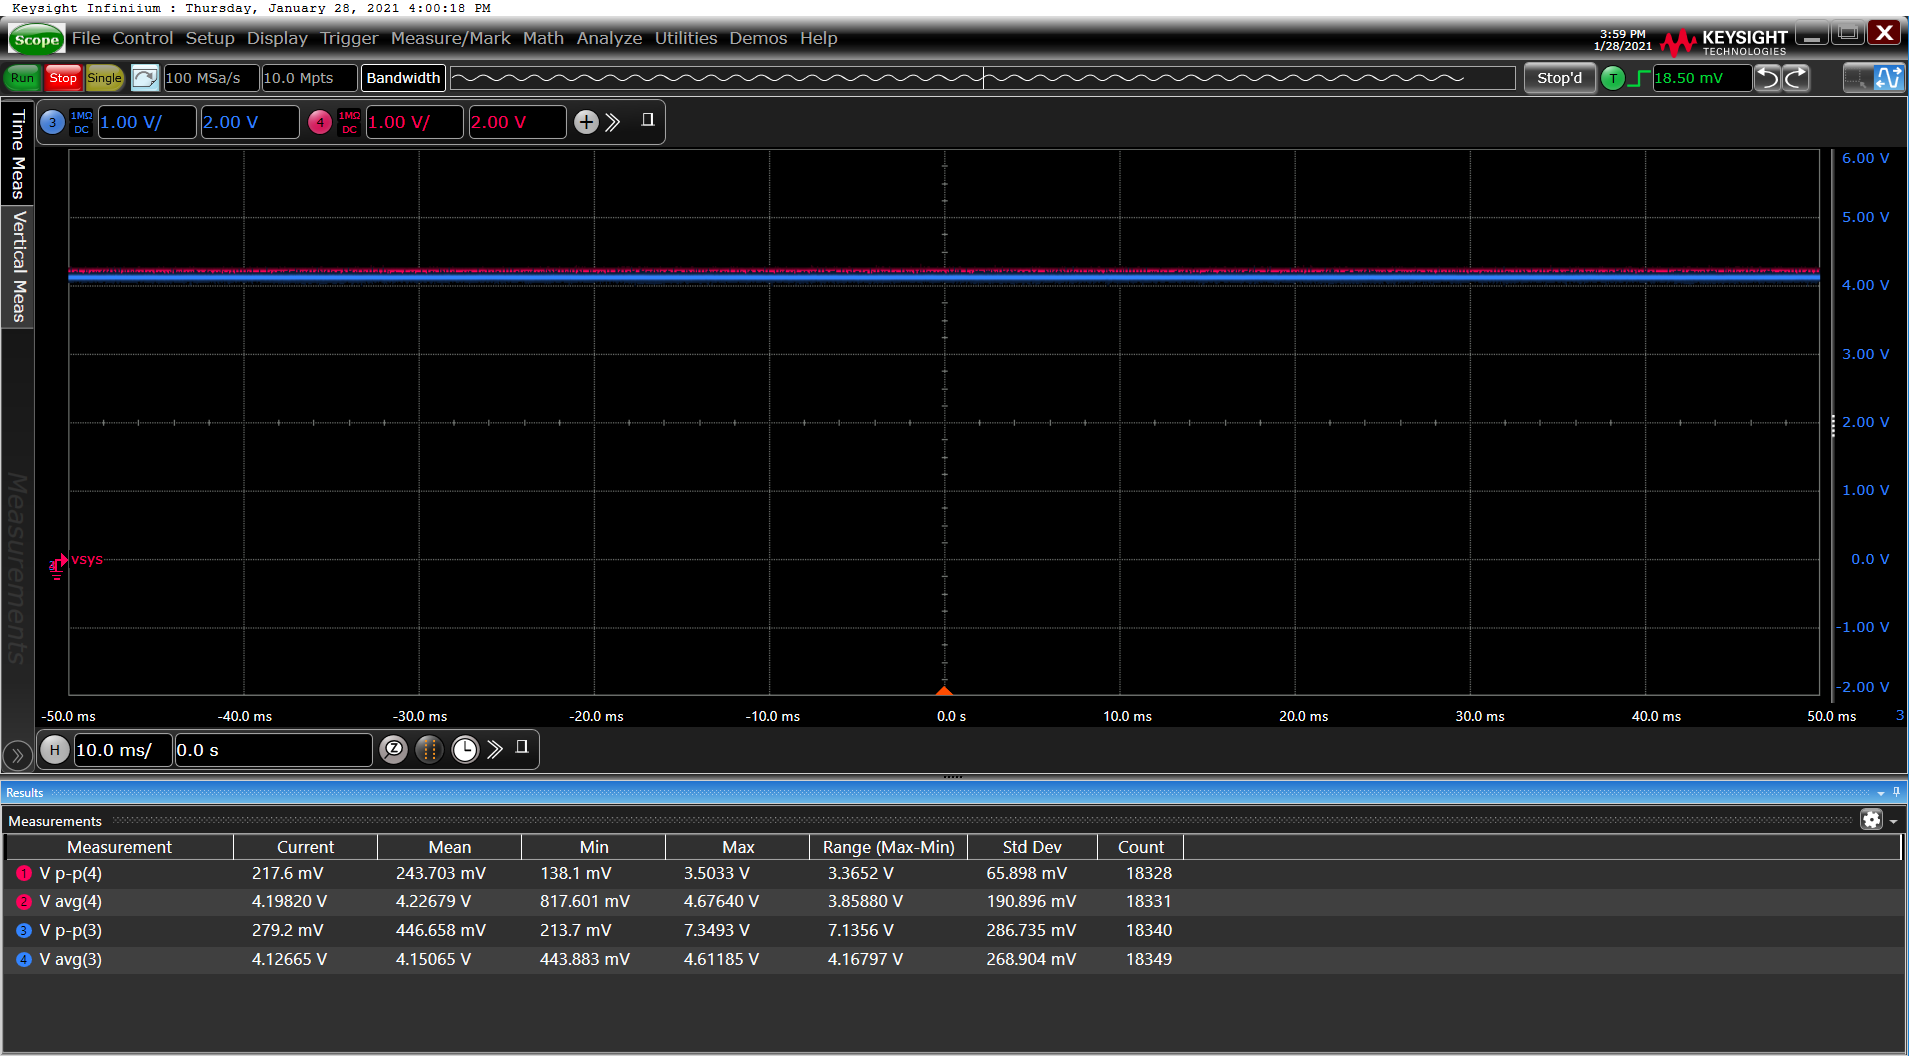 Keysight Infiniium : Thursday, January 28, 2021 4:00:18 PM
Scope File Control Setup Display Trigger Measure/Mark Math Analyze Utilities Demos Help
3:59 PM
1/28/2021
KEYSIGHT
TECHNOLOGIES
Run Stop Single 100 MSa/s 10.0 Mpts Bandwidth Stop'd T 18.50 mV
Time Meas
Vertical Meas
Measurements
3 1MΩ DC 1.00 V/ 2.00 V 4 1MΩ DC 1.00 V/ 2.00 V
6.00 V
5.00 V
4.00 V
3.00 V
2.00 V
1.00 V
vsys
0.0 V
-1.00 V
-2.00 V
-50.0 ms -40.0 ms -30.0 ms -20.0 ms -10.0 ms 0.0 s 10.0 ms 20.0 ms 30.0 ms 40.0 ms 50.0 ms 3
H 10.0 ms/ 0.0 s Z
Results
Measurements
Measurement Current Mean Min Max Range (Max-Min) Std Dev Count
1 V p-p(4) 217.6 mV 243.703 mV 138.1 mV 3.5033 V 3.3652 V 65.898 mV 18328
2 V avg(4) 4.19820 V 4.22679 V 817.601 mV 4.67640 V 3.85880 V 190.896 mV 18331
3 V p-p(3) 279.2 mV 446.658 mV 213.7 mV 7.3493 V 7.1356 V 286.735 mV 18340
4 V avg(3) 4.12665 V 4.15065 V 443.883 mV 4.61185 V 4.16797 V 268.904 mV 18349